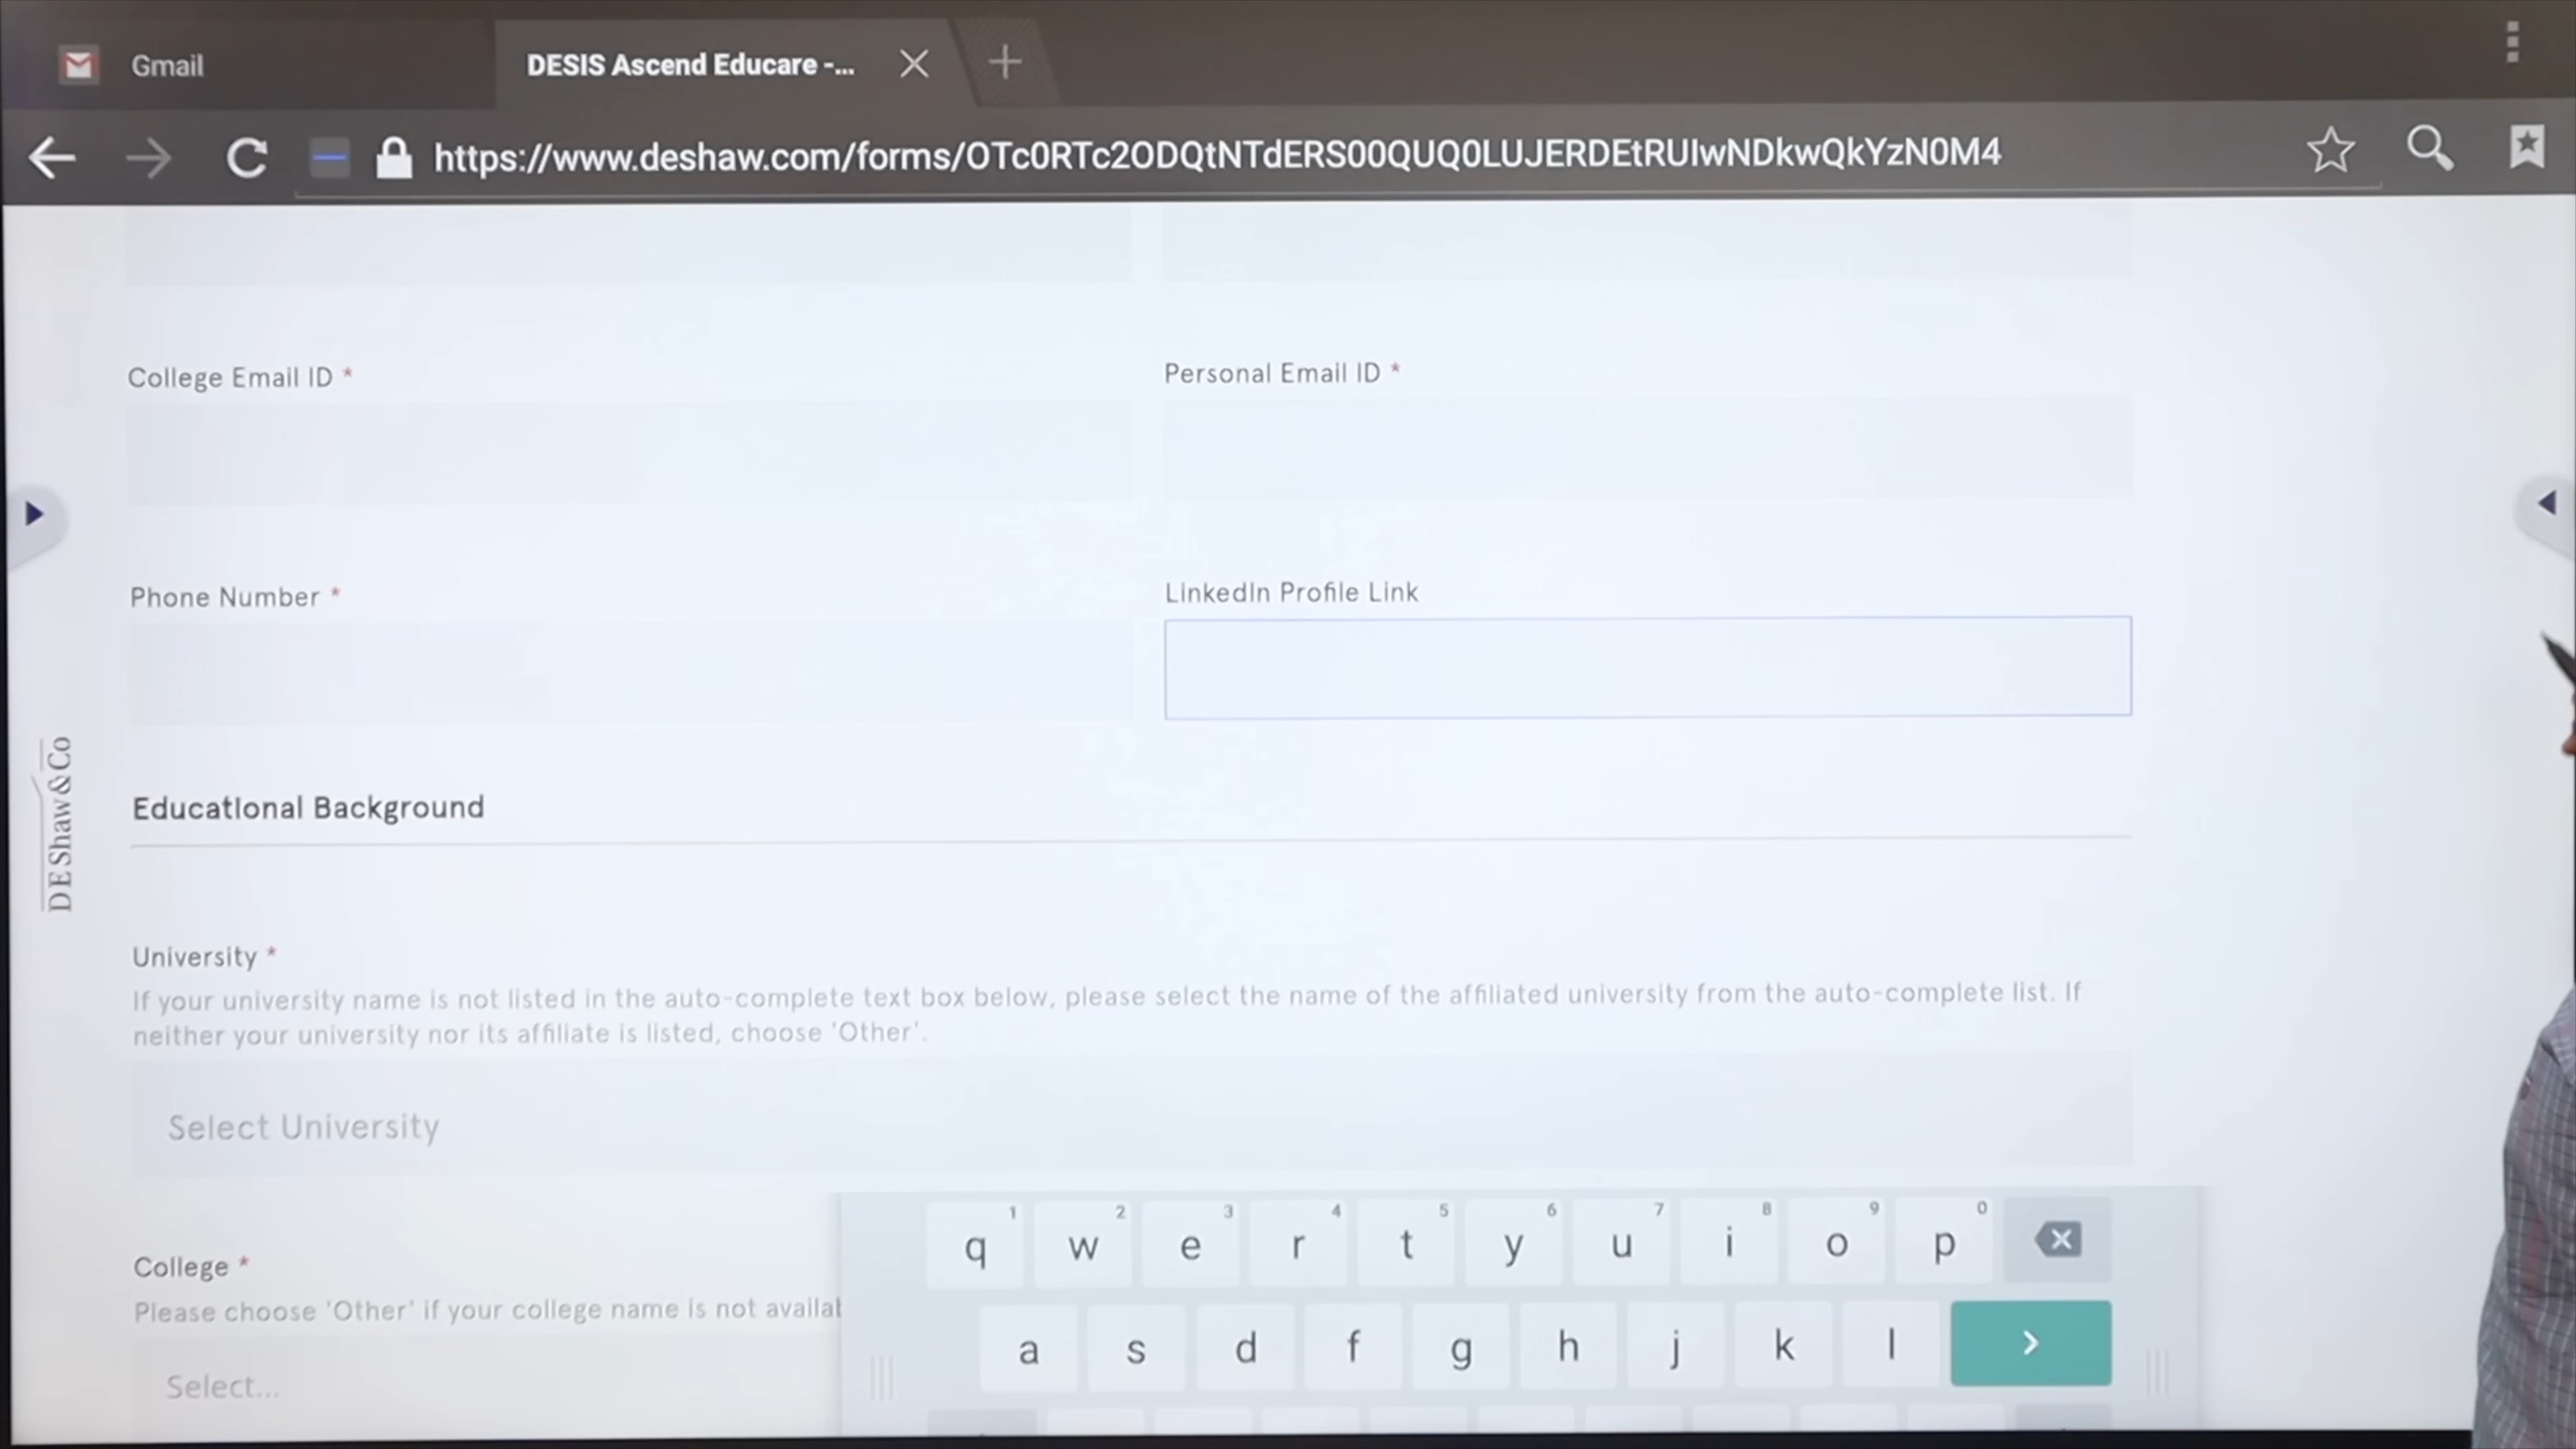 Gmail
DESIS Ascend Educare -...
https://www.deshaw.com/forms/OTc0RTc2ODQtNTdERS00QUQ0LUJERDEtRUIwNDkwQkYzN0M4
College Email ID *
Personal Email ID *
Phone Number *
LinkedIn Profile Link
DEShaw&Co
Educational Background
University *
If your university name is not listed in the auto-complete text box below, please select the name of the affiliated university from the auto-complete list. If
neither your university nor its affiliate is listed, choose 'Other'.
Select University
College *
Please choose 'Other' if your college name is not availab
Select...
1 2 3 4 5 6 7 8 9 0
q w e r t y u i o p
a s d f g h j k l